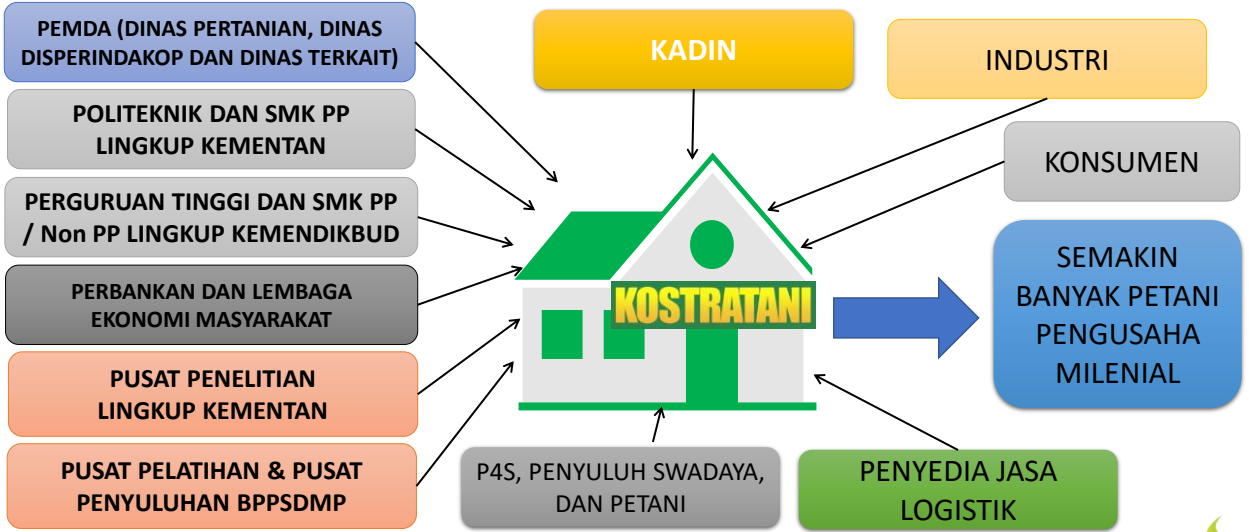 PEMDA (DINAS PERTANIAN, DINAS
DISPERINDAKOP DAN DINAS TERKAIT)
POLITEKNIK DAN SMK PP
LINGKUP KEMENTAN
PERGURUAN TINGGI DAN SMK PP
/ Non PP LINGKUP KEMENDIKBUD
PERBANKAN DAN LEMBAGA
EKONOMI MASYARAKAT
PUSAT PENELITIAN
LINGKUP KEMENTAN
PUSAT PELATIHAN & PUSAT
PENYULUHAN BPPSDMP
KADIN
INDUSTRI
KONSUMEN
KOSTRATANI
SEMAKIN
BANYAK PETANI
PENGUSAHA
MILENIAL
P4S, PENYULUH SWADAYA,
DAN PETANI
PENYEDIA JASA
LOGISTIK